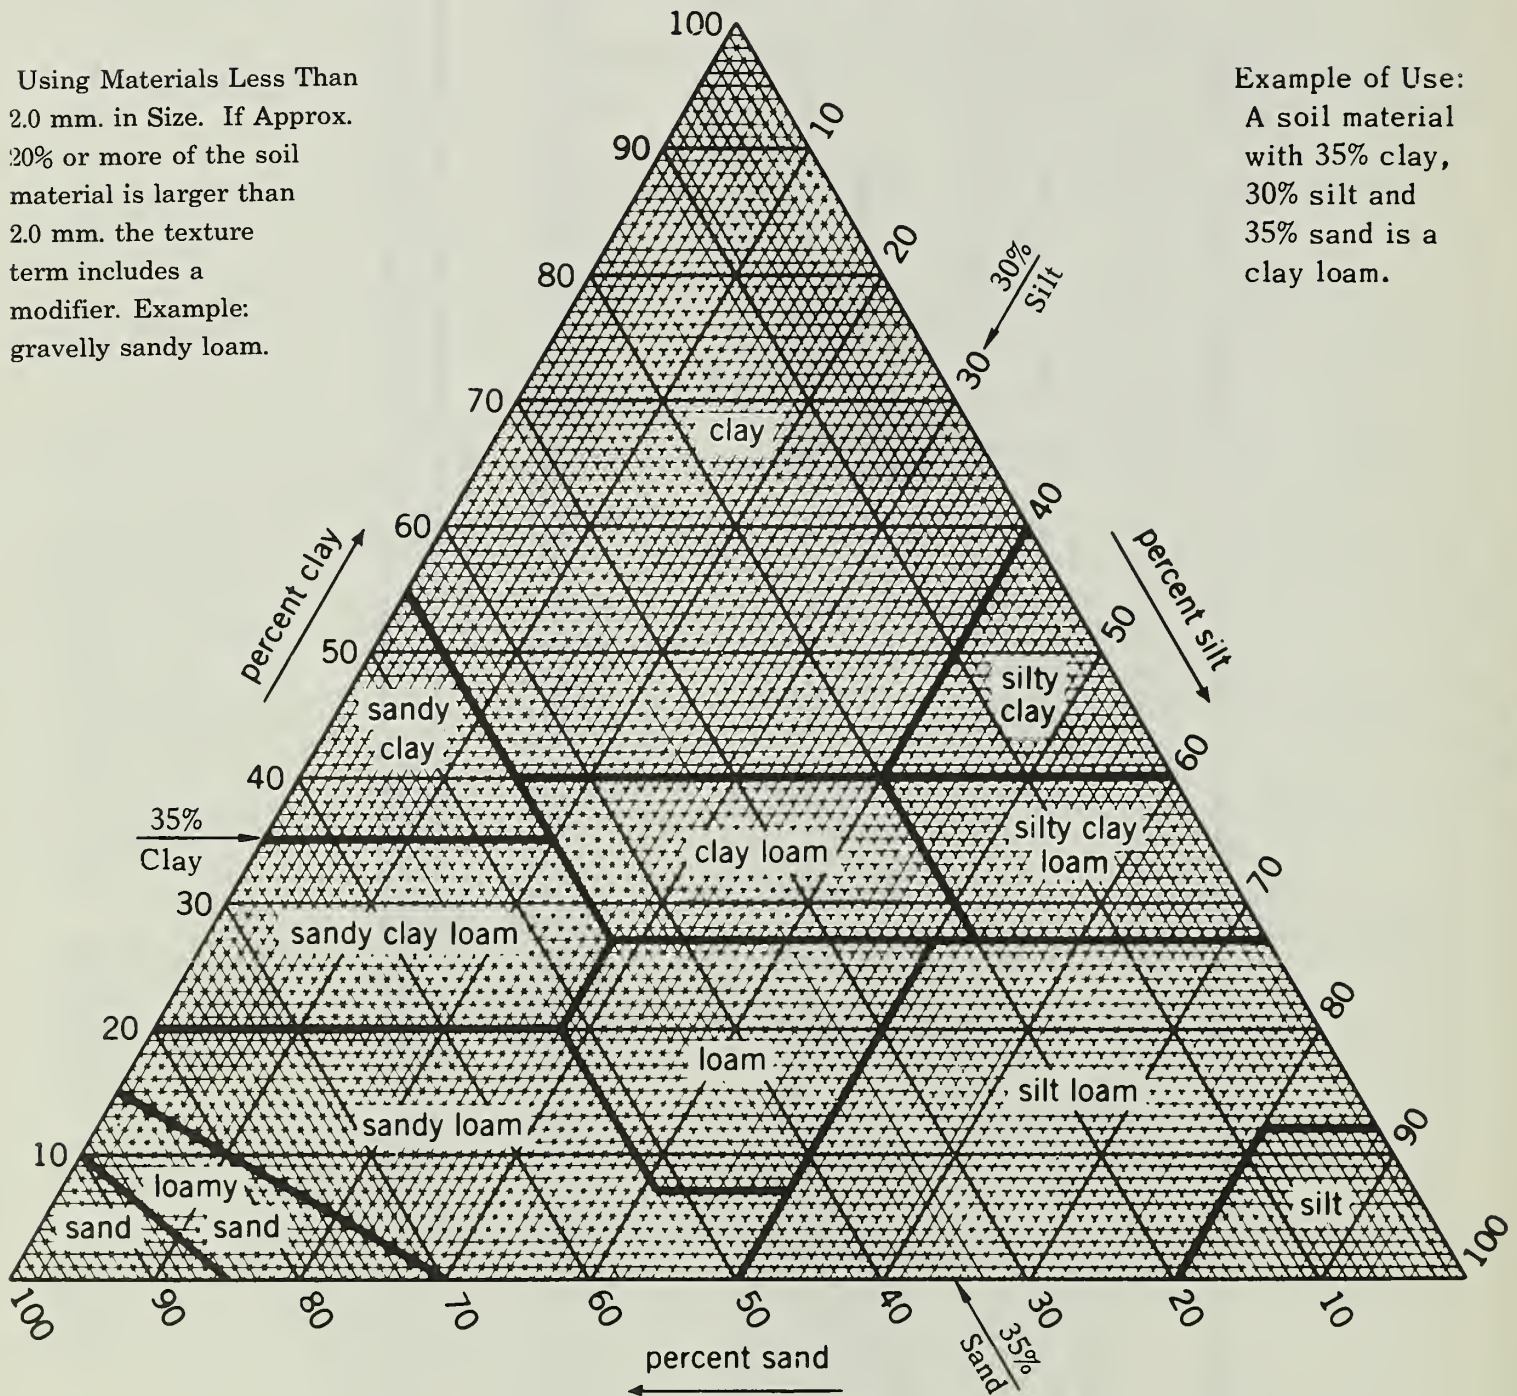 Using Materials Less Than
2.0 mm. in Size. If Approx.
20% or more of the soil
material is larger than
2.0 mm. the texture
term includes a
modifier. Example:
gravelly sandy loam.
Example of Use:
A soil material
with 35% clay,
30% silt and
35% sand is a
clay loam.
100
90
80
70
60
50
40
30
20
10
percent clay
35%
Clay
10
20
30
40
50
60
70
80
90
100
30%
Silt
percent silt
clay
silty
clay
sandy
clay
clay loam
silty clay
loam
sandy clay loam
loam
silt loam
sandy loam
loamy
sand
sand
silt
100
90
80
70
60
50
40
30
20
10
35%
Sand
percent sand